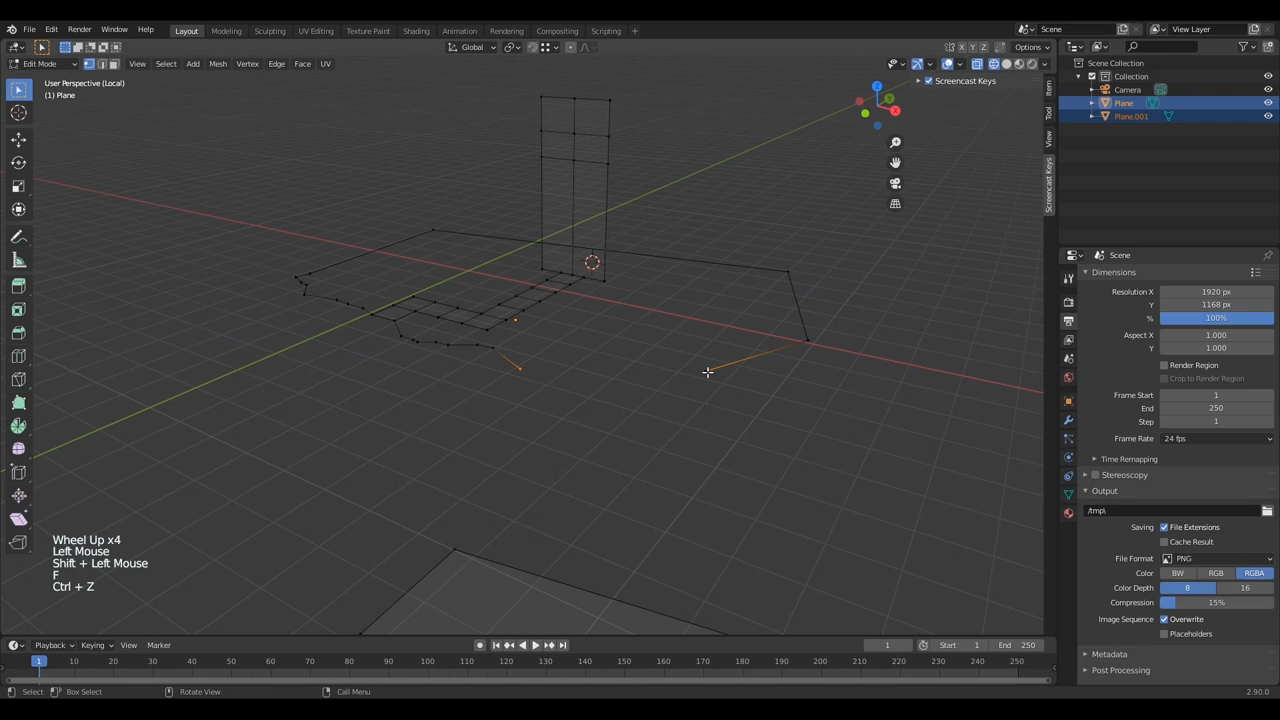 File Edit Render Window Help Layout Modeling Sculpting UV Editing Texture Paint Shading Animation Rendering Compositing Scripting Scene View Layer
Global X Y Z Options
Edit Mode View Select Add Mesh Vertex Edge Face UV
User Perspective (Local)
(1) Plane
Screencast Keys
Z
Y
X
Item
Tool
View
Screencast Keys
Scene Collection
Collection
Camera
Plane
Plane.001
Scene
Dimensions
Resolution X 1920 px
Y 1168 px
% 100%
Aspect X 1.000
Y 1.000
Render Region
Crop to Render Region
Frame Start 1
End 250
Step 1
Frame Rate 24 fps
Time Remapping
Stereoscopy
Output
/tmp\
Saving File Extensions
Cache Result
File Format PNG
Color BW RGB RGBA
Color Depth 8 16
Compression 15%
Image Sequence Overwrite
Placeholders
Metadata
Post Processing
Wheel Up x4
Left Mouse
Shift + Left Mouse
F
Ctrl + Z
Playback Keying View Marker 1 Start 1 End 250
1 10 20 30 40 50 60 70 80 90 100 110 120 130 140 150 160 170 180 190 200 210 220 230 240 250
Select Box Select Rotate View Call Menu 2.90.0